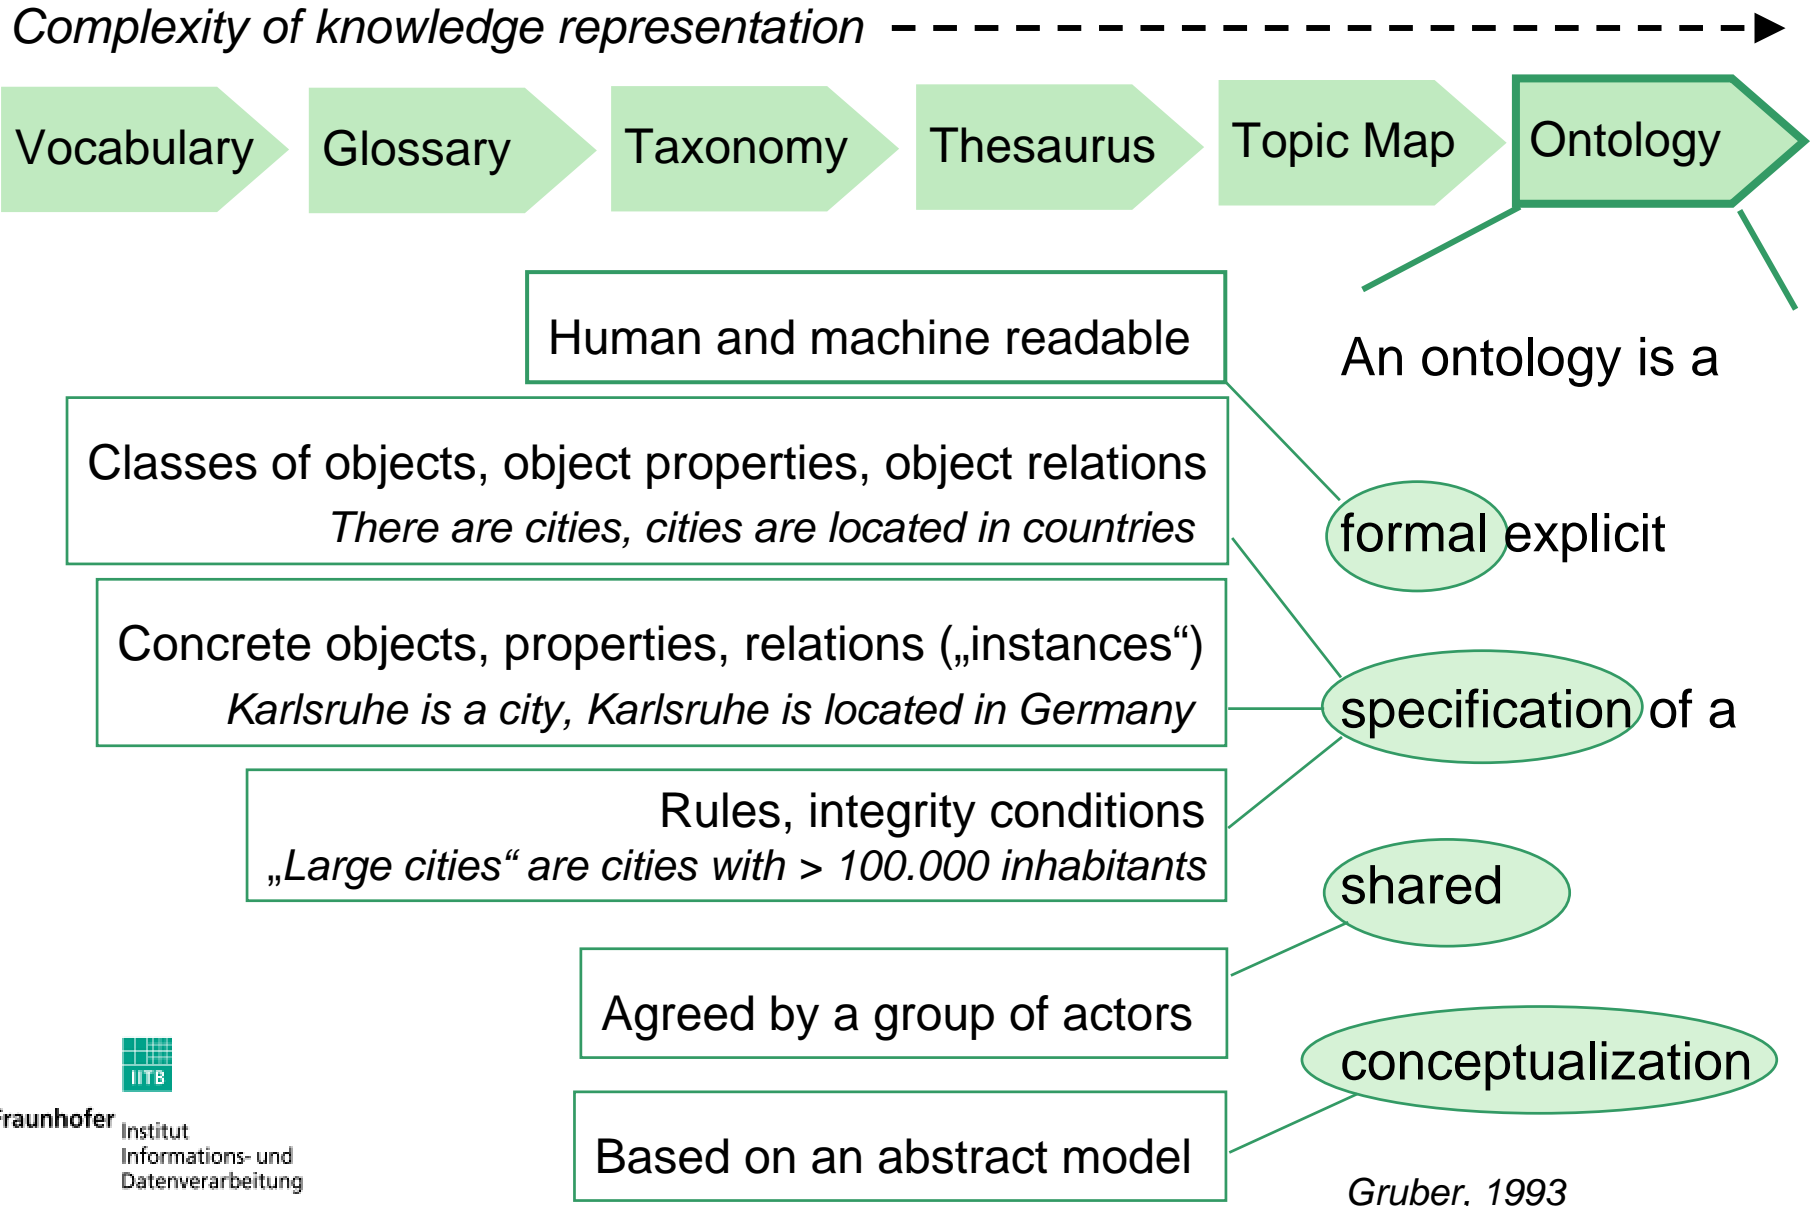 Complexity of knowledge representation
Vocabulary
Glossary
Taxonomy
Thesaurus
Topic Map
Ontology
Human and machine readable
An ontology is a
Classes of objects, object properties, object relations
There are cities, cities are located in countries
formal explicit
Concrete objects, properties, relations („instances“)
Karlsruhe is a city, Karlsruhe is located in Germany
specification of a
Rules, integrity conditions
„Large cities“ are cities with > 100.000 inhabitants
shared
Agreed by a group of actors
conceptualization
Based on an abstract model
Gruber, 1993
IITB
Fraunhofer
Institut
Informations- und
Datenverarbeitung